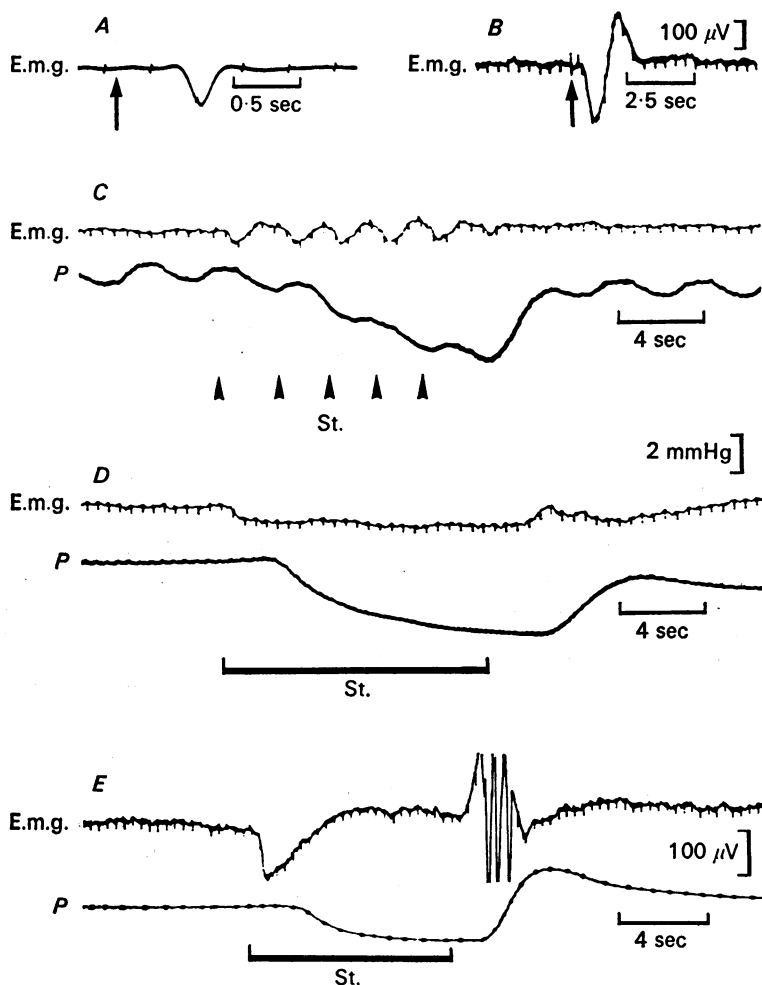 A
B
100 μV
E.m.g.
E.m.g.
0·5 sec
2·5 sec
C
E.m.g.
P
4 sec
St.
2 mmHg
D
E.m.g.
P
4 sec
St.
E
E.m.g.
100 μV
P
4 sec
St.